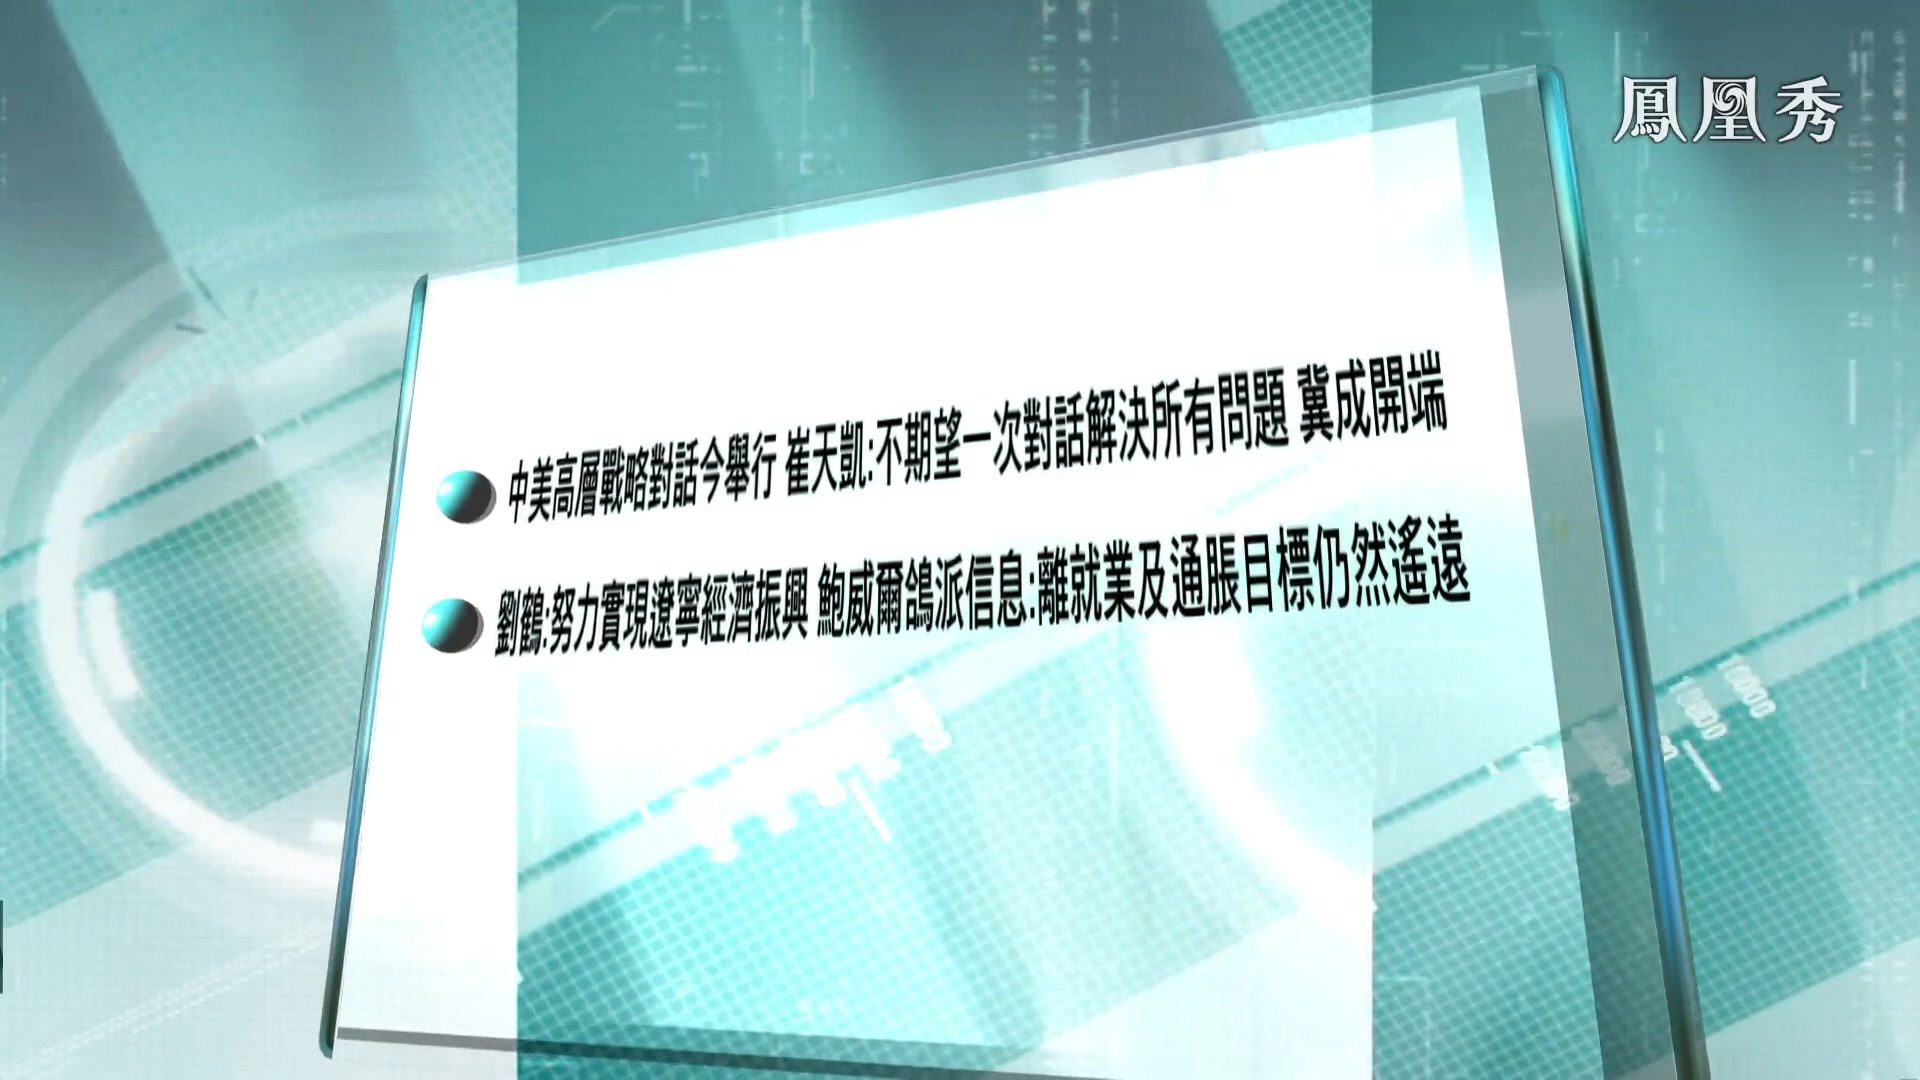 鳳凰秀
中美高層戰略對話今舉行 崔天凱:不期望一次對話解決所有問題 冀成開端
劉鶴:努力實現遼寧經濟振興 鮑威爾鴿派信息:離就業及通脹目標仍然遙遠